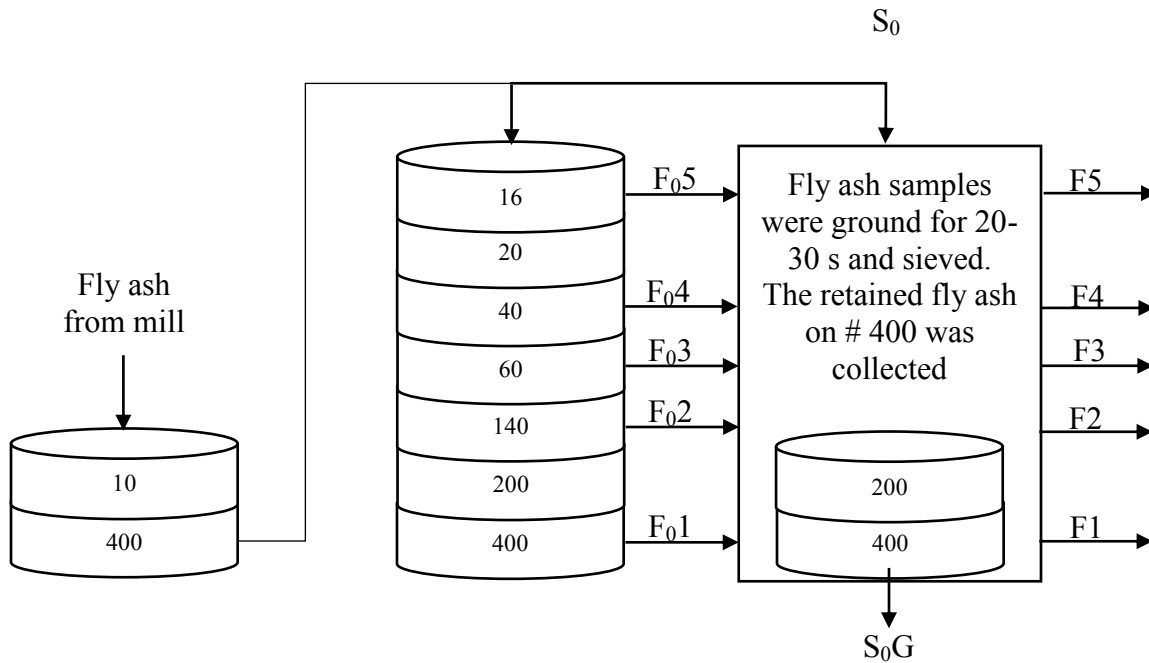 S₀
Fly ash
from mill
10
400
16
20
40
60
140
200
400
F₀5
F₀4
F₀3
F₀2
F₀1
Fly ash samples
were ground for 20-
30 s and sieved.
The retained fly ash
on # 400 was
collected
200
400
S₀G
F5
F4
F3
F2
F1